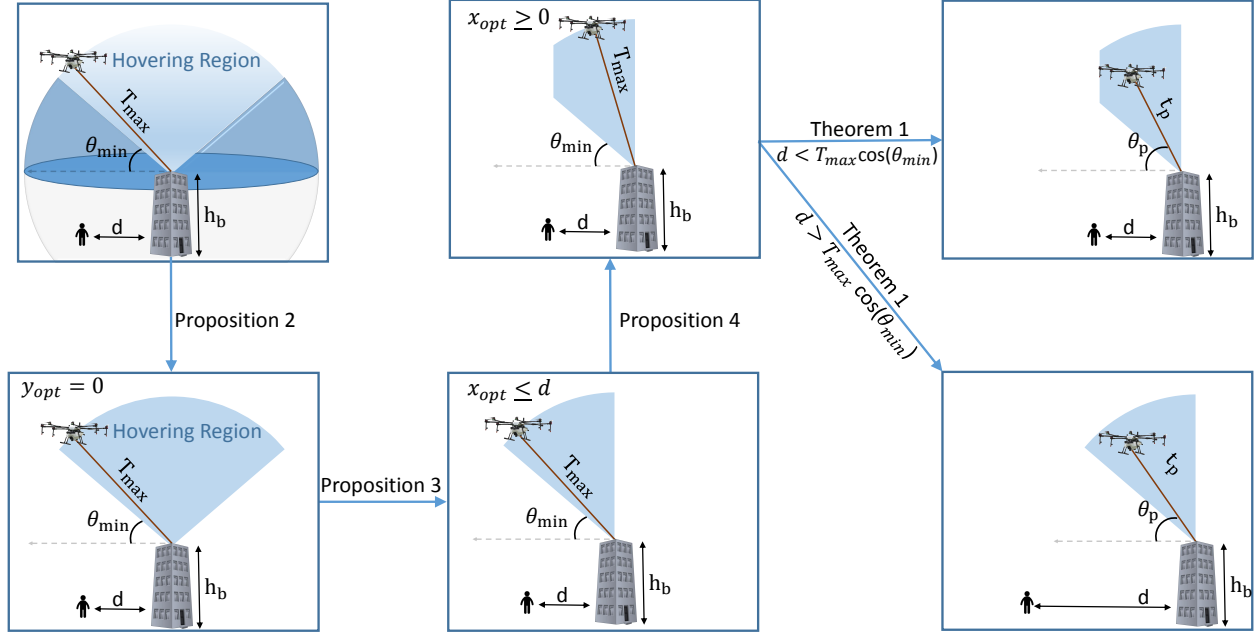 Hovering Region
T_max
θ_min
h_b
d
Proposition 2
y_opt = 0
Hovering Region
T_max
θ_min
h_b
d
Proposition 3
x_opt ≤ d
T_max
θ_min
h_b
d
Proposition 4
x_opt ≥ 0
T_max
θ_min
h_b
d
Theorem 1
d < T_max cos(θ_min)
t_p
θ_p
h_b
d
Theorem 1
d > T_max cos(θ_min)
t_p
θ_p
h_b
d